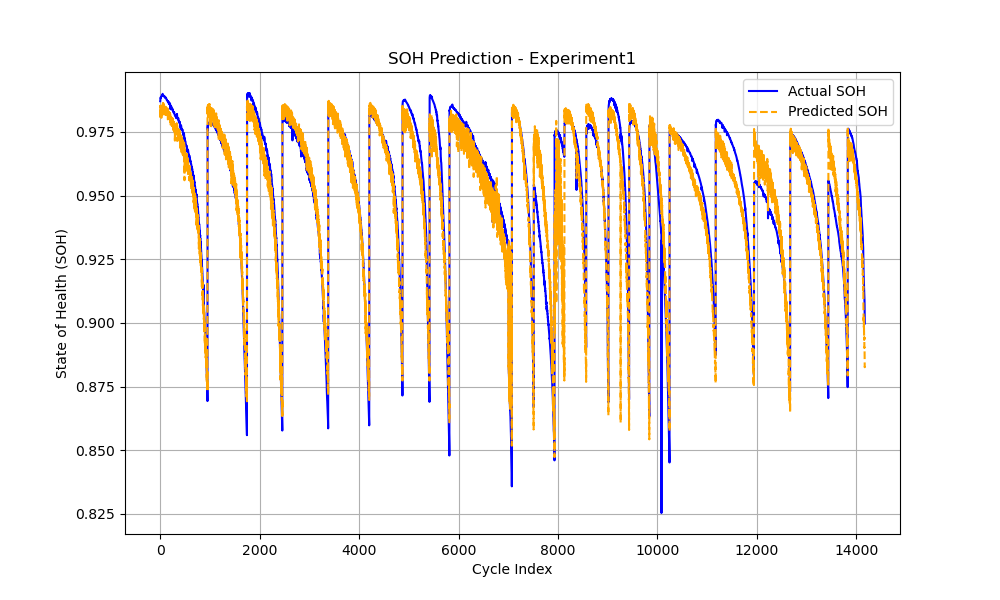 SOH Prediction - Experiment1
Actual SOH
Predicted SOH
State of Health (SOH)
0.975
0.950
0.925
0.900
0.875
0.850
0.825
0 2000 4000 6000 8000 10000 12000 14000
Cycle Index